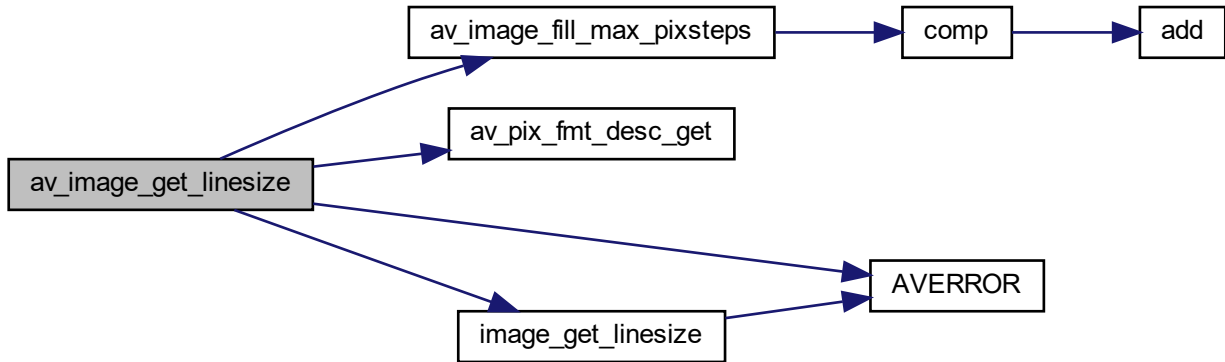 av_image_fill_max_pixsteps
comp
add
av_pix_fmt_desc_get
av_image_get_linesize
AVERROR
image_get_linesize